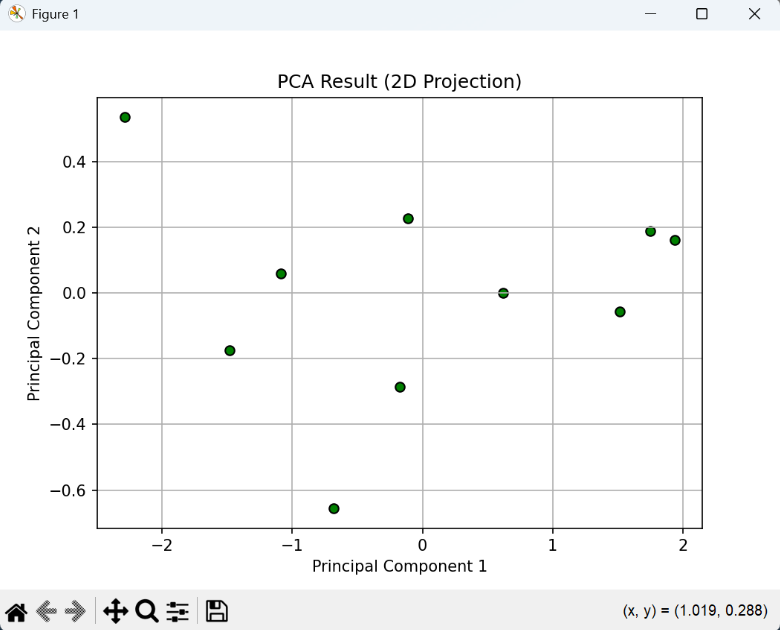 Figure 1
PCA Result (2D Projection)
0.4
0.2
0.0
−0.2
−0.4
−0.6
Principal Component 2
−2 −1 0 1 2
Principal Component 1
(x, y) = (1.019, 0.288)